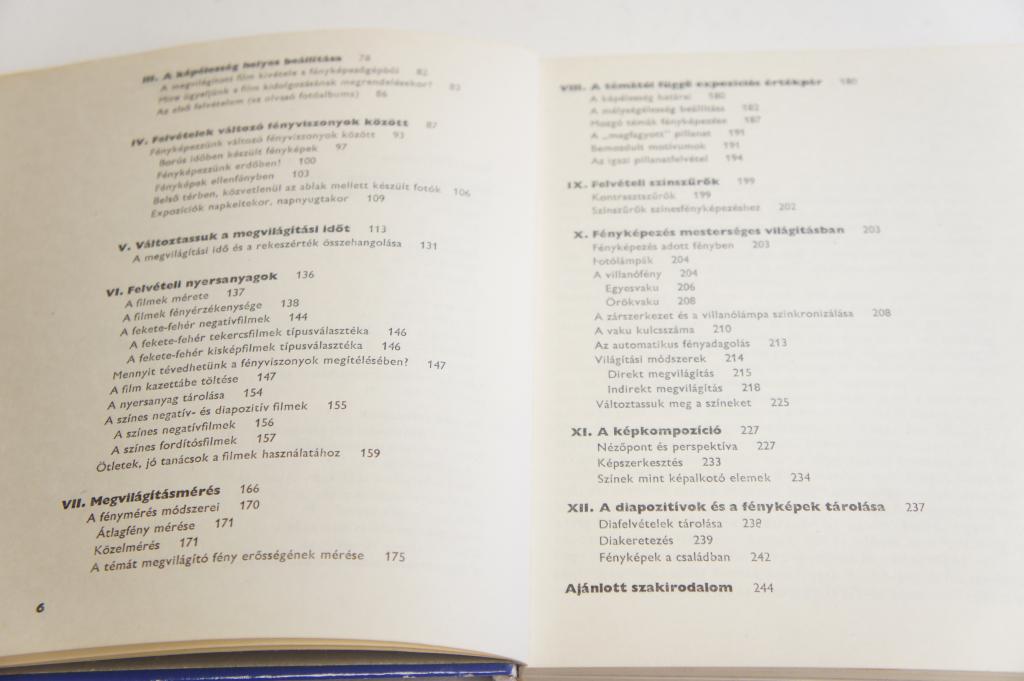 III. A képélesség helyes beállítása 78
A megvilágított film kivétele a fényképezőgépből 82
Mire ügyeljünk a film kidolgozásának megrendelésekor? 83
Az első felvételem (az olvasó fotóalbuma) 86
IV. Felvételek változó fényviszonyok között 87
Fényképezzünk változó fényviszonyok között 93
Borús időben készült fényképek 97
Fényképezzünk erdőben! 100
Fényképek ellenfényben 103
Belső térben, közvetlenül az ablak mellett készült fotók 106
Expozíciók napkeltekor, napnyugtakor 109
V. Változtassuk a megvilágítási időt 113
A megvilágítási idő és a rekeszérték összehangolása 131
VI. Felvételi nyersanyagok 136
A filmek mérete 137
A filmek fényérzékenysége 138
A fekete-fehér negatívfilmek 144
A fekete-fehér tekercsfilmek típusválasztéka 146
A fekete-fehér kisképfilmek típusválasztéka 146
Mennyit tévedhetünk a fényviszonyok megítélésében? 147
A film kazettába töltése 147
A nyersanyag tárolása 154
A színes negatív- és diapozitív filmek 155
A színes negatívfilmek 156
A színes fordítósfilmek 157
Ötletek, jó tanácsok a filmek használatához 159
VII. Megvilágításmérés 166
A fénymérés módszerei 170
Átlagfény mérése 171
Közelmérés 171
A témát megvilágító fény erősségének mérése 175
6
VIII. A témától függő expozíciós értékpár 180
A képélesség határai 180
A mélységélesség beállítása 182
Mozgó témák fényképezése 187
A „megfagyott" pillanat 191
Bemosdult motívumok 191
Az igazi pillanatfelvétel 194
IX. Felvételi színszűrők 199
Kontrasztszűrők 199
Színszűrők színesfényképezéshez 202
X. Fényképezés mesterséges világításban 203
Fényképezés adott fényben 203
Fotólámpák 204
A villanófény 204
Egyesvaku 206
Örökvaku 208
A zárszerkezet és a villanólámpa szinkronizálása 208
A vaku kulcsszáma 210
Az automatikus fényadagolás 213
Világítási módszerek 214
Direkt megvilágítás 215
Indirekt megvilágítás 218
Változtassuk meg a színeket 225
XI. A képkompozíció 227
Nézőpont és perspektíva 227
Képszerkesztés 233
Színek mint képalkotó elemek 234
XII. A diapozitívok és a fényképek tárolása 237
Diafelvételek tárolása 238
Diakeretezés 239
Fényképek a családban 242
Ajánlott szakirodalom 244